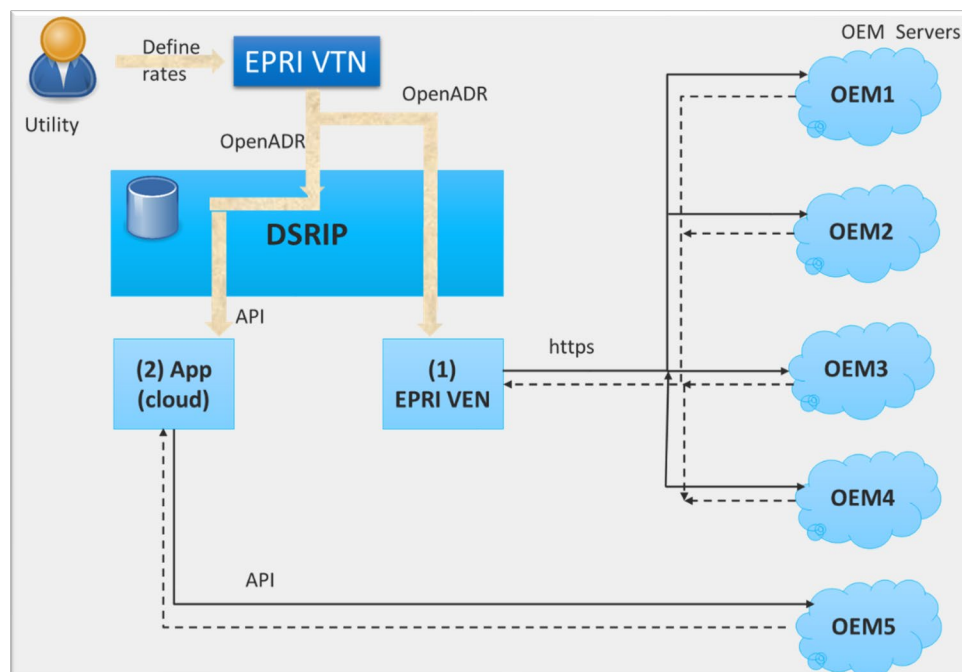 OEM Servers
Define
rates
EPRI VTN
OEM1
Utility
OpenADR
OpenADR
DSRIP
OEM2
API
(2) App
(cloud)
(1)
EPRI VEN
https
OEM3
OEM4
API
OEM5